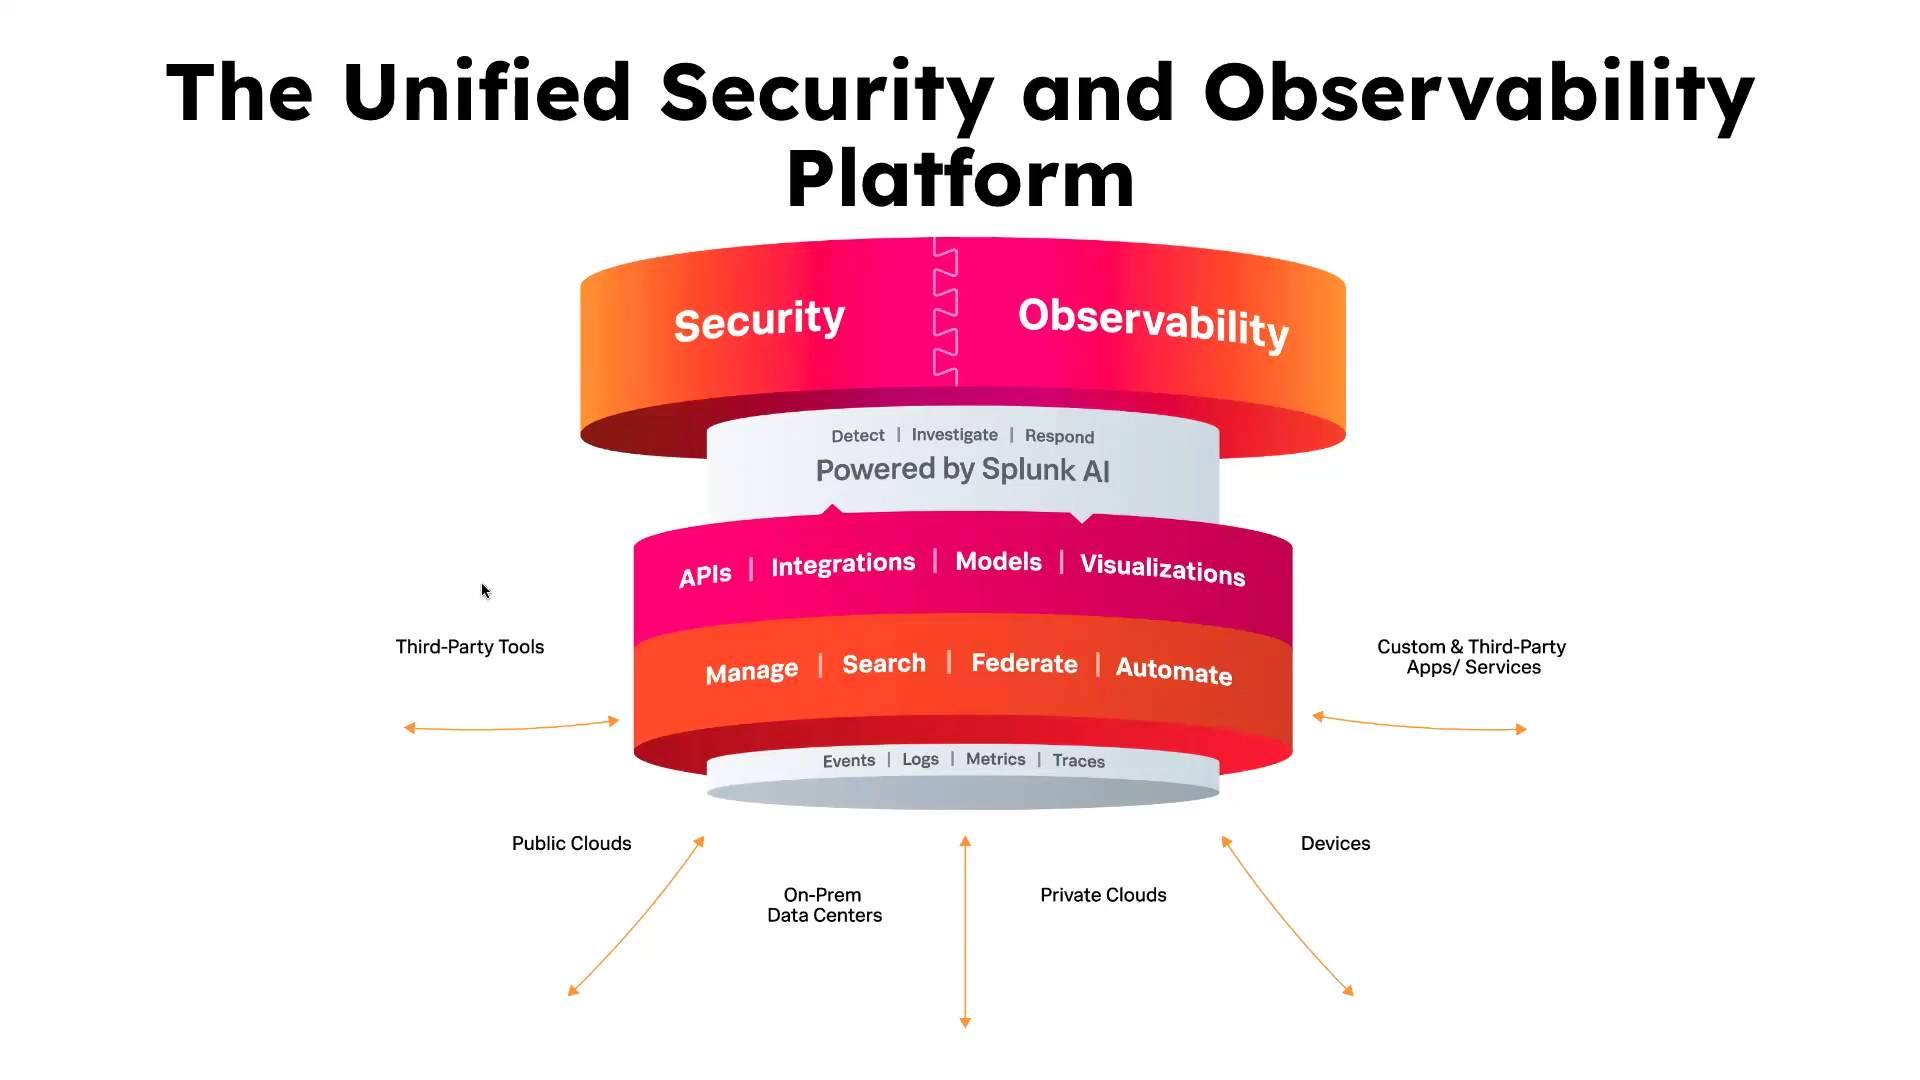 The Unified Security and Observability
Platform
Security
Observability
Detect | Investigate | Respond
Powered by Splunk AI
APIs | Integrations | Models | Visualizations
Manage | Search | Federate | Automate
Events | Logs | Metrics | Traces
Third-Party Tools
Custom & Third-Party
Apps/ Services
Public Clouds
On-Prem
Data Centers
Private Clouds
Devices